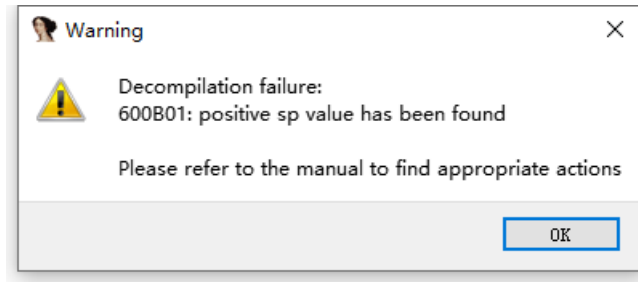 Warning
Decompilation failure:
600B01: positive sp value has been found
Please refer to the manual to find appropriate actions
OK